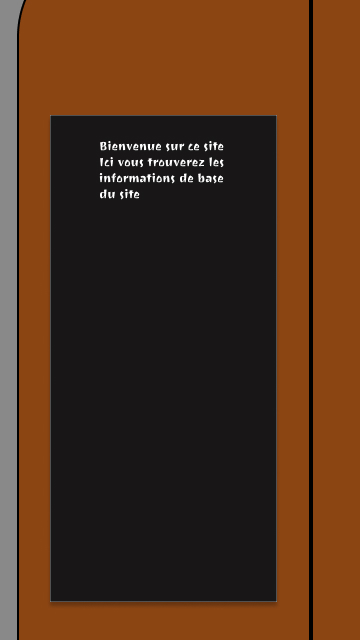 Bienvenue sur ce site
Ici vous trouverez les
informations de base
du site